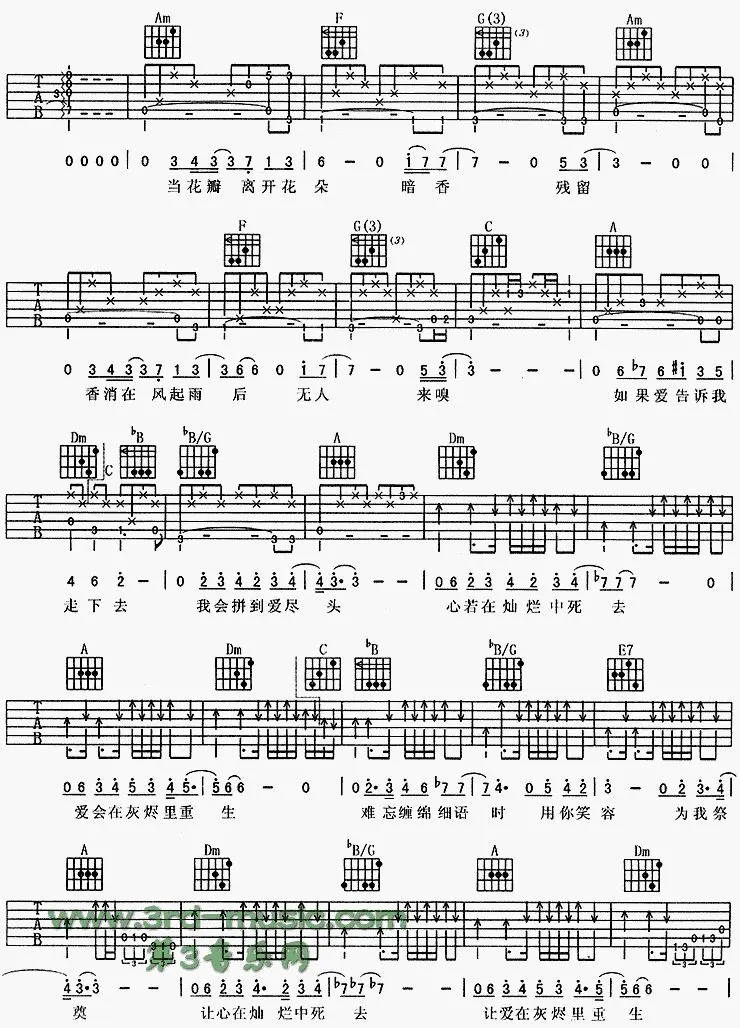 Am F G(3) (3) Am
T A B
0 0 0 0 | 0 3 4 3 3 7 1 3 | 6 - 0 i 7 7 | 7 - 0 5 3 | 3 - 0 0
当花瓣 离开花 朵 暗香 残留
F G(3) (3) C A
T A B
0 3 4 3 3 7 1 3 | 3 6 6 0 i 7 | 7 - 0 5 3 | 3 - - | 0 6 ♭7 6 ♯i 3 5
香消在 风起雨 后 无人 来嗅 如果爱告诉我
Dm C ♭B ♭B/G A Dm ♭B/G
T A B
4 6 2 - | 0 2 3 4 2 3 4 | 4 3· 3 - - | 0 6 2 3 4 2 3 4 | ♭7 7 7 - 0
走下去 我会拼到爱尽 头 心若在灿烂中死 去
A Dm C ♭B ♭B/G E7
T A B
0 6 3 4 5 3 4 5· | 5 6 6 - 0 | 0 2· 3 4 6 ♭7 7 | 7 4· 0 5 4 0 | 3 - 0 2 3·4
爱会在灰烬里重 生 难忘缠绵细语 时 用你笑 容 为我祭
A Dm ♭B/G A Dm
T A B
www.3rd-music.com
第3音乐网
4 3·3 - | 0 6 2 3 4· 2 3 4 | ♭7 ♭7 7 - 0 | 0 6 3 4 5 3 4 5 | 5 6 6 - 0
奠 让心在灿 烂中死 去 让爱在灰烬里重 生